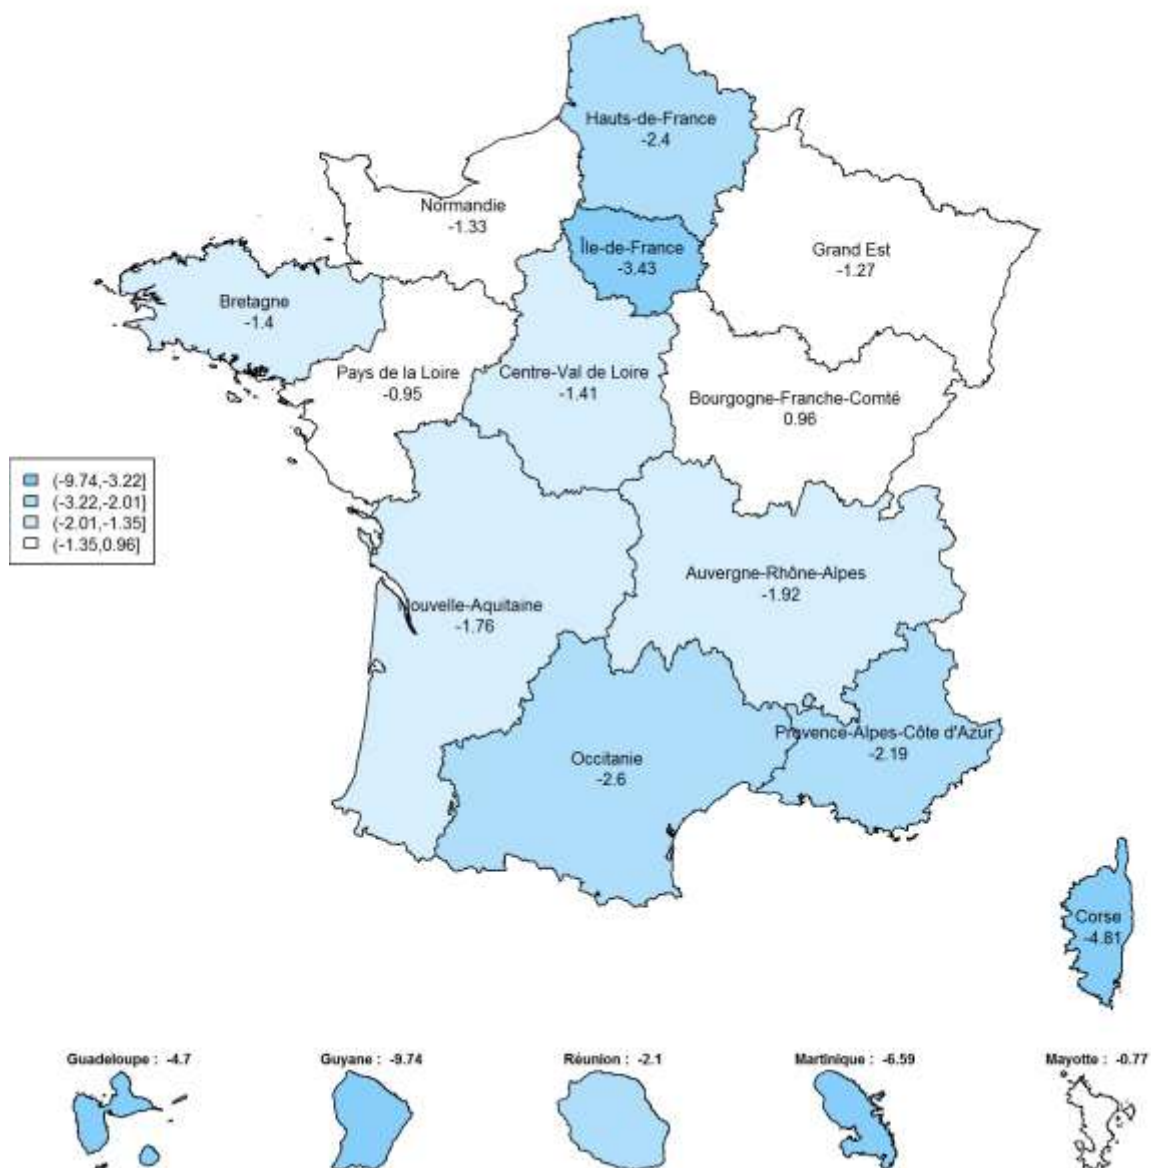 Hauts-de-France
-2.4
Normandie
-1.33
Île-de-France
-3.43
Grand Est
-1.27
Bretagne
-1.4
Pays de la Loire
-0.95
Centre-Val de Loire
-1.41
Bourgogne-Franche-Comté
0.96
(-9.74,-3.22]
(-3.22,-2.01]
(-2.01,-1.35]
(-1.35,0.96]
Auvergne-Rhône-Alpes
-1.92
Nouvelle-Aquitaine
-1.76
Provence-Alpes-Côte d'Azur
-2.19
Occitanie
-2.6
Corse
-4.81
Guadeloupe : -4.7
Guyane : -9.74
Réunion : -2.1
Martinique : -6.59
Mayotte : -0.77